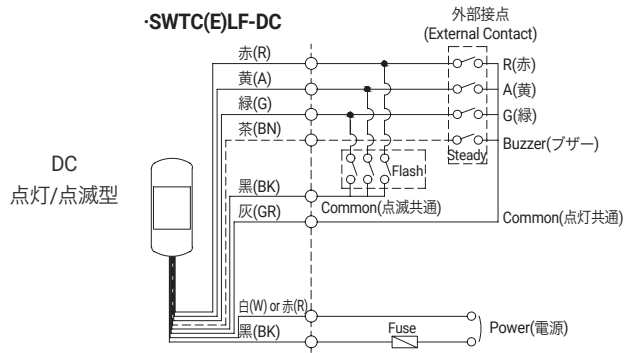 ·SWTC(E)LF-DC
外部接点
(External Contact)
赤(R)
R(赤)
黄(A)
A(黄)
緑(G)
G(緑)
茶(BN)
Buzzer(ブザー)
Steady
DC
点灯/点滅型
Flash
黒(BK)
Common(点滅共通)
灰(GR)
Common(点灯共通)
白(W) or 赤(R)
黒(BK)
Fuse
Power(電源)